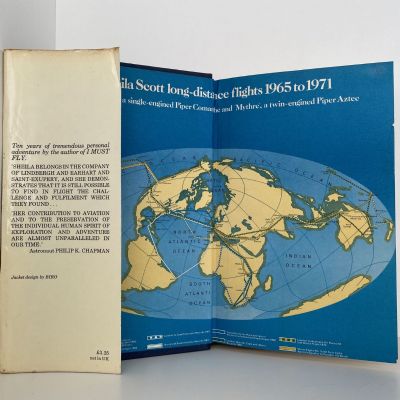 Ten years of tremendous personal
adventure by the author of I MUST
FLY.
'SHEILA BELONGS IN THE COMPANY
OF LINDBERGH AND EARHART AND
SAINT-EXUPERY, AND SHE DEMON-
STRATES THAT IT IS STILL POSSIBLE
TO FIND IN FLIGHT THE CHAL-
LENGE AND FULFILMENT WHICH
THEY FOUND . . .
'HER CONTRIBUTION TO AVIATION
AND TO THE PRESERVATION OF
THE INDIVIDUAL HUMAN SPIRIT OF
EXPLORATION AND ADVENTURE
ARE ALMOST UNPARALLELED IN
OUR TIME.'
Astronaut PHILIP K. CHAPMAN
Jacket design by BIRO
£3.25
net in UK
ila Scott long-distance flights 1965 to 1971
a single-engined Piper Comanche and 'Mythre', a twin-engined Piper Aztec
NORTH
ATLANTIC
OCEAN
SOUTH
ATLANTIC
OCEAN
INDIAN
OCEAN